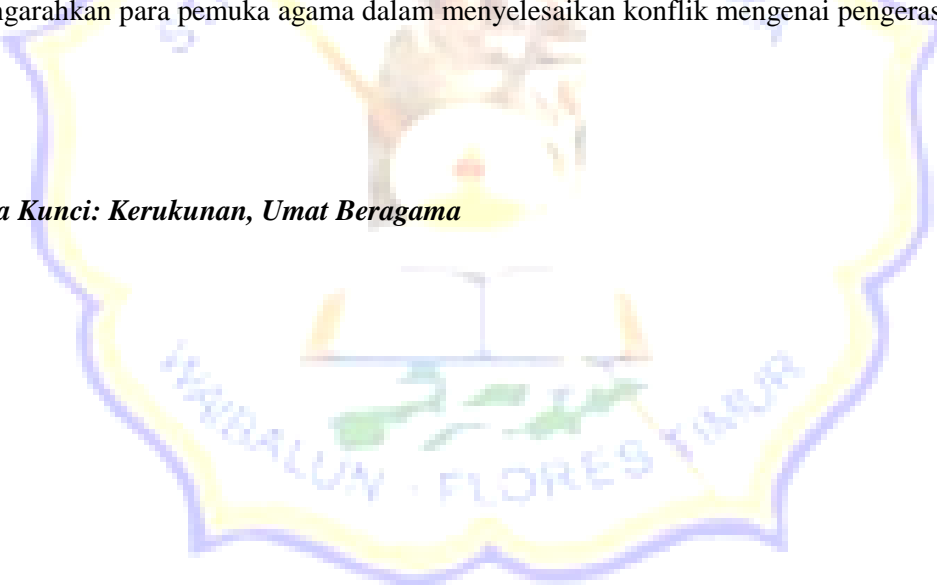 ngarahkan para pemuka agama dalam menyelesaikan konflik mengenai pengeras
a Kunci: Kerukunan, Umat Beragama
WAIBALUN - FLORES TIMUR